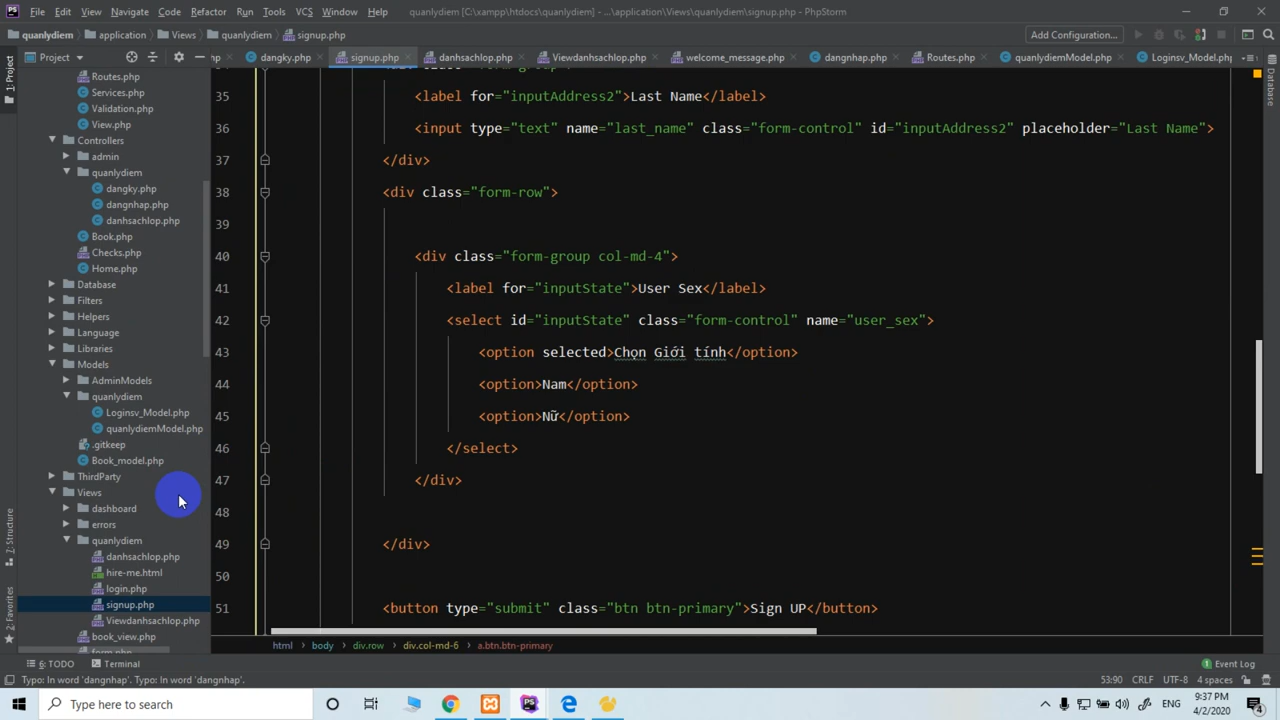 File Edit View Navigate Code Refactor Run Tools VCS Window Help quanlydiem [C:\xampp\htdocs\quanlydiem] - ...\application\Views\quanlydiem\signup.php - PhpStorm
quanlydiem application Views quanlydiem signup.php Add Configuration...
Project dangky.php signup.php danhsachlop.php Viewdanhsachlop.php welcome_message.php dangnhap.php Routes.php quanlydiemModel.php Loginsv_Model.php
1: Project
Database
Routes.php
Services.php
Validation.php
View.php
Controllers
admin
quanlydiem
dangky.php
dangnhap.php
danhsachlop.php
Book.php
Checks.php
Home.php
Database
Filters
Helpers
Language
Libraries
Models
AdminModels
quanlydiem
Loginsv_Model.php
quanlydiemModel.php
.gitkeep
Book_model.php
ThirdParty
Views
dashboard
errors
quanlydiem
danhsachlop.php
hire-me.html
login.php
signup.php
Viewdanhsachlop.php
book_view.php
form.php
Z: Structure
2: Favorites
35 <label for="inputAddress2">Last Name</label>
36 <input type="text" name="last_name" class="form-control" id="inputAddress2" placeholder="Last Name">
37 </div>
38 <div class="form-row">
39
40 <div class="form-group col-md-4">
41 <label for="inputState">User Sex</label>
42 <select id="inputState" class="form-control" name="user_sex">
43 <option selected>Chọn Giới tính</option>
44 <option>Nam</option>
45 <option>Nữ</option>
46 </select>
47 </div>
48
49 </div>
50
51 <button type="submit" class="btn btn-primary">Sign UP</button>
html body div.row div.col-md-6 a.btn.btn-primary
6: TODO Terminal 1 Event Log
Typo: In word 'dangnhap'. Typo: In word 'dangnhap'. 53:90 CRLF UTF-8 4 spaces
Type here to search ENG 9:37 PM 4/2/2020 4